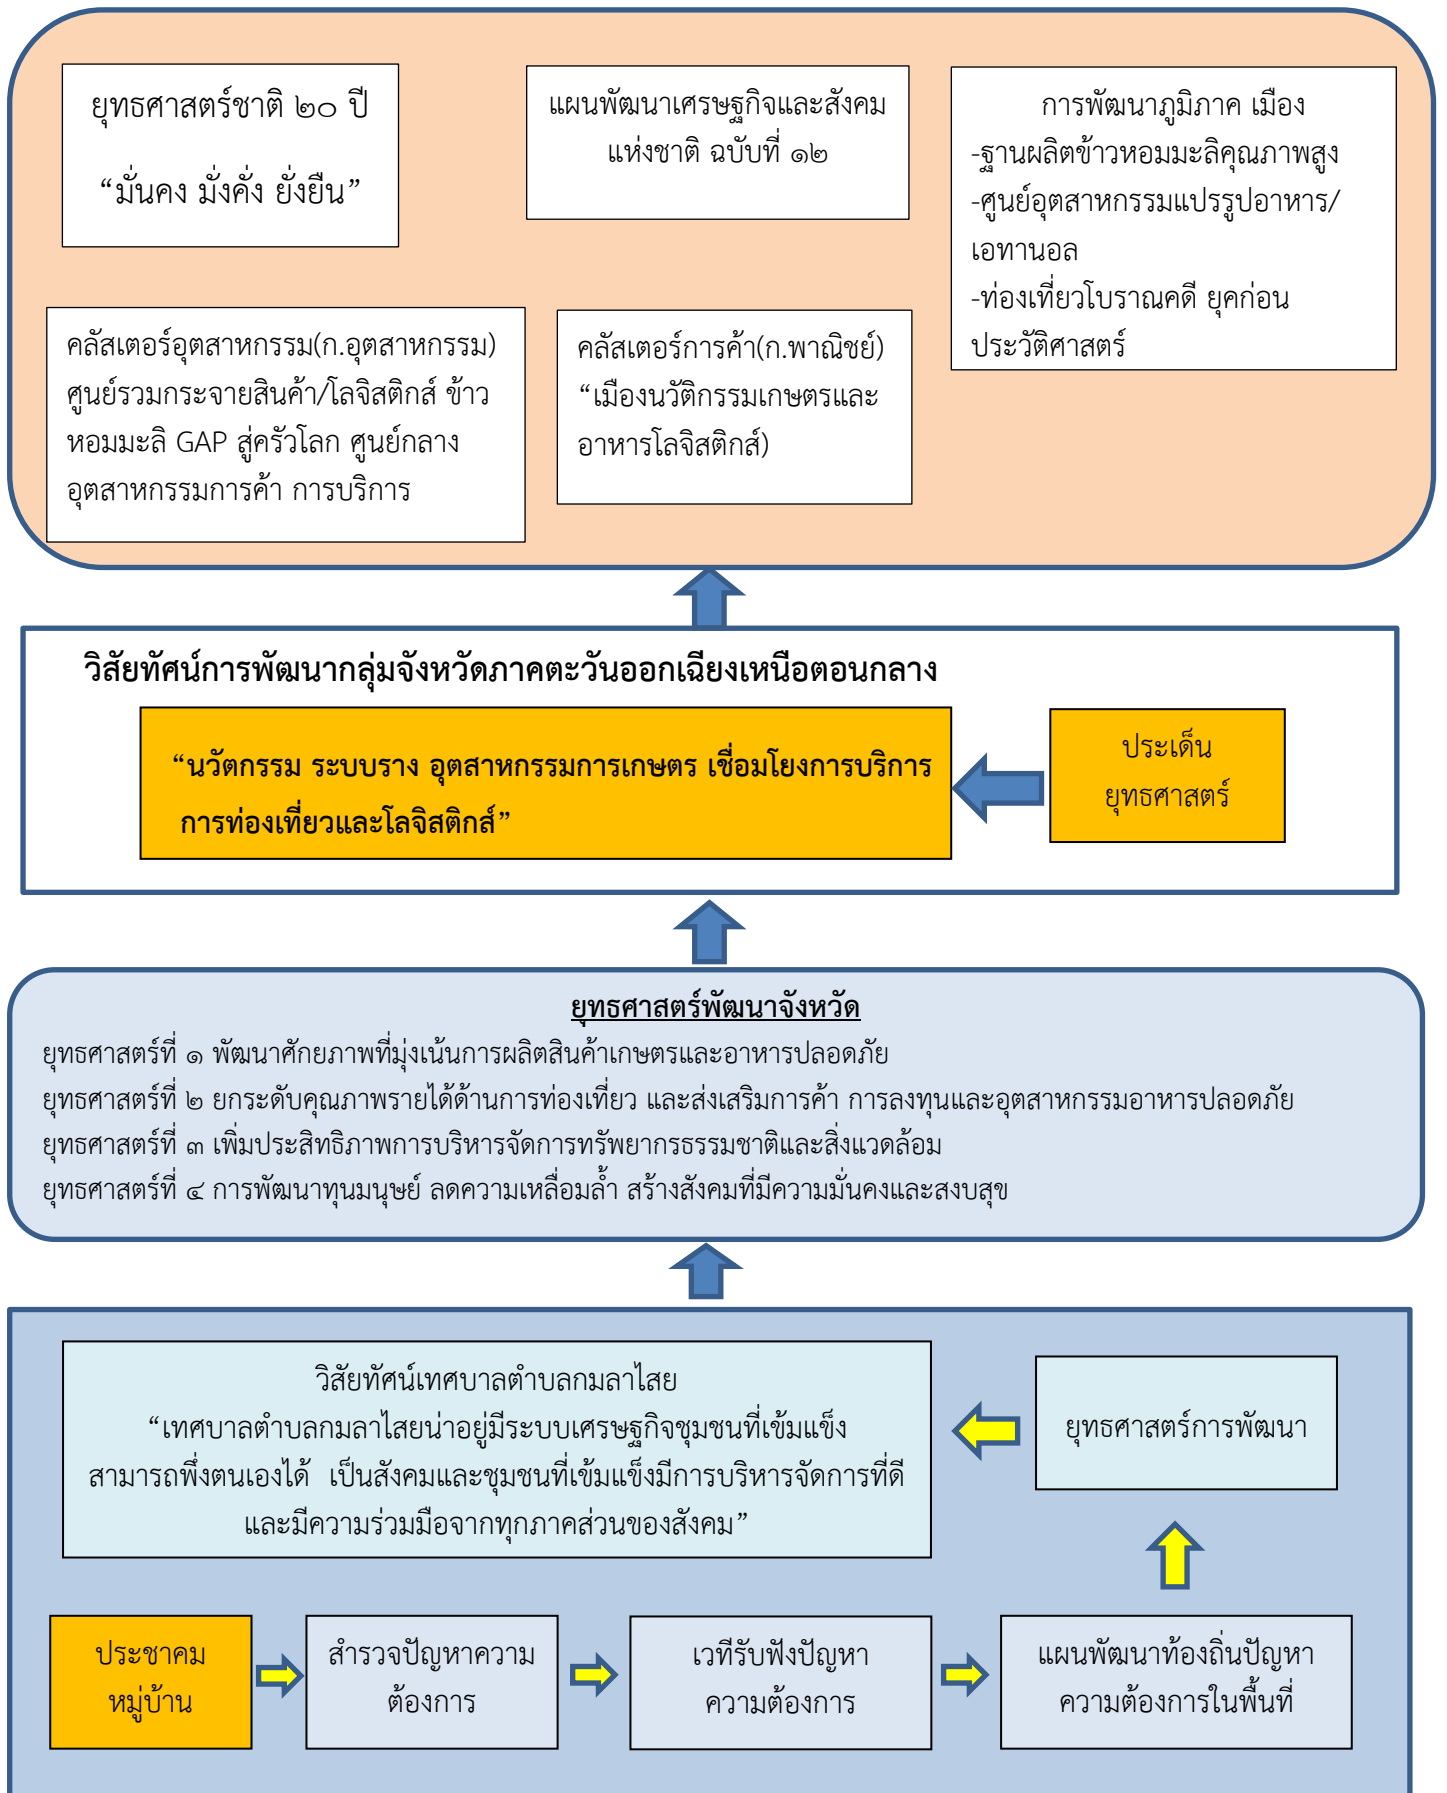 ยุทธศาสตร์ชาติ ๒๐ ปี
“มั่นคง มั่งคั่ง ยั่งยืน”
แผนพัฒนาเศรษฐกิจและสังคม
แห่งชาติ ฉบับที่ ๑๒
การพัฒนาภูมิภาค เมือง
-ฐานผลิตข้าวหอมมะลิคุณภาพสูง
-ศูนย์อุตสาหกรรมแปรรูปอาหาร/
เอทานอล
-ท่องเที่ยวโบราณคดี ยุคก่อน
ประวัติศาสตร์
คลัสเตอร์อุตสาหกรรม(ก.อุตสาหกรรม)
ศูนย์รวมกระจายสินค้า/โลจิสติกส์ ข้าว
หอมมะลิ GAP สู่ครัวโลก ศูนย์กลาง
อุตสาหกรรมการค้า การบริการ
คลัสเตอร์การค้า(ก.พาณิชย์)
“เมืองนวัติกรรมเกษตรและ
อาหารโลจิสติกส์)
วิสัยทัศน์การพัฒนากลุ่มจังหวัดภาคตะวันออกเฉียงเหนือตอนกลาง
“นวัตกรรม ระบบราง อุตสาหกรรมการเกษตร เชื่อมโยงการบริการ
การท่องเที่ยวและโลจิสติกส์”
ประเด็น
ยุทธศาสตร์
ยุทธศาสตร์พัฒนาจังหวัด
ยุทธศาสตร์ที่ ๑ พัฒนาศักยภาพที่มุ่งเน้นการผลิตสินค้าเกษตรและอาหารปลอดภัย
ยุทธศาสตร์ที่ ๒ ยกระดับคุณภาพรายได้ด้านการท่องเที่ยว และส่งเสริมการค้า การลงทุนและอุตสาหกรรมอาหารปลอดภัย
ยุทธศาสตร์ที่ ๓ เพิ่มประสิทธิภาพการบริหารจัดการทรัพยากรธรรมชาติและสิ่งแวดล้อม
ยุทธศาสตร์ที่ ๔ การพัฒนาทุนมนุษย์ ลดความเหลื่อมล้ำ สร้างสังคมที่มีความมั่นคงและสงบสุข
วิสัยทัศน์เทศบาลตำบลกมลาไสย
“เทศบาลตำบลกมลาไสยน่าอยู่มีระบบเศรษฐกิจชุมชนที่เข้มแข็ง
สามารถพึ่งตนเองได้  เป็นสังคมและชุมชนที่เข้มแข็งมีการบริหารจัดการที่ดี
และมีความร่วมมือจากทุกภาคส่วนของสังคม”
ยุทธศาสตร์การพัฒนา
ประชาคม
หมู่บ้าน
สำรวจปัญหาความ
ต้องการ
เวทีรับฟังปัญหา
ความต้องการ
แผนพัฒนาท้องถิ่นปัญหา
ความต้องการในพื้นที่